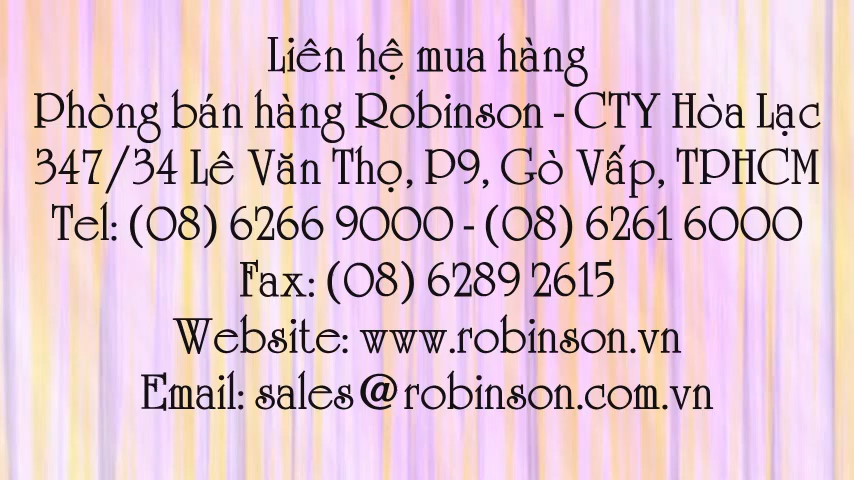 Liên hệ mua hàng
Phòng bán hàng Robinson - CTY Hòa Lạc
347/34 Lê Văn Thọ, P9, Gò Vấp, TPHCM
Tel: (08) 6266 9000 - (08) 6261 6000
Fax: (08) 6289 2615
Website: www.robinson.vn
Email: sales@robinson.com.vn